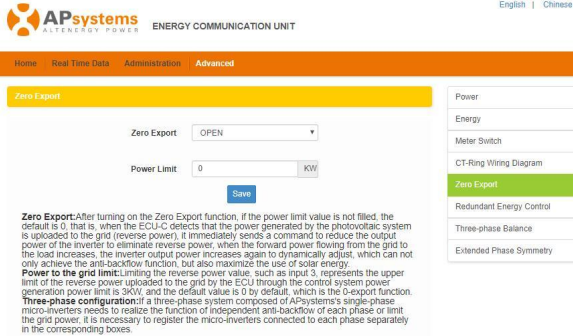 English | Chinese
APsystems
ALTENERGY POWER
ENERGY COMMUNICATION UNIT
Home Real Time Data Administration Advanced
Zero Export
Zero Export OPEN
Power Limit 0 KW
Save
Zero Export:After turning on the Zero Export function, if the power limit value is not filled, the
default is 0, that is, when the ECU-C detects that the power generated by the photovoltaic system
is uploaded to the grid (reverse power), it immediately sends a command to reduce the output
power of the inverter to eliminate reverse power, when the forward power flowing from the grid to
the load increases, the inverter output power increases again to dynamically adjust, which can not
only achieve the anti-backflow function, but also maximize the use of solar energy.
Power to the grid limit:Limiting the reverse power value, such as input 3, represents the upper
limit of the reverse power uploaded to the grid by the ECU through the control system power
generation power limit is 3KW, and the default value is 0 by default, which is the 0-export function.
Three-phase configuration:If a three-phase system composed of APsystems's single-phase
micro-inverters needs to realize the function of independent anti-backflow of each phase or limit
the grid power, it is necessary to register the micro-inverters connected to each phase separately
in the corresponding boxes.
Power
Energy
Meter Switch
CT-Ring Wiring Diagram
Zero Export
Redundant Energy Control
Three-phase Balance
Extended Phase Symmetry